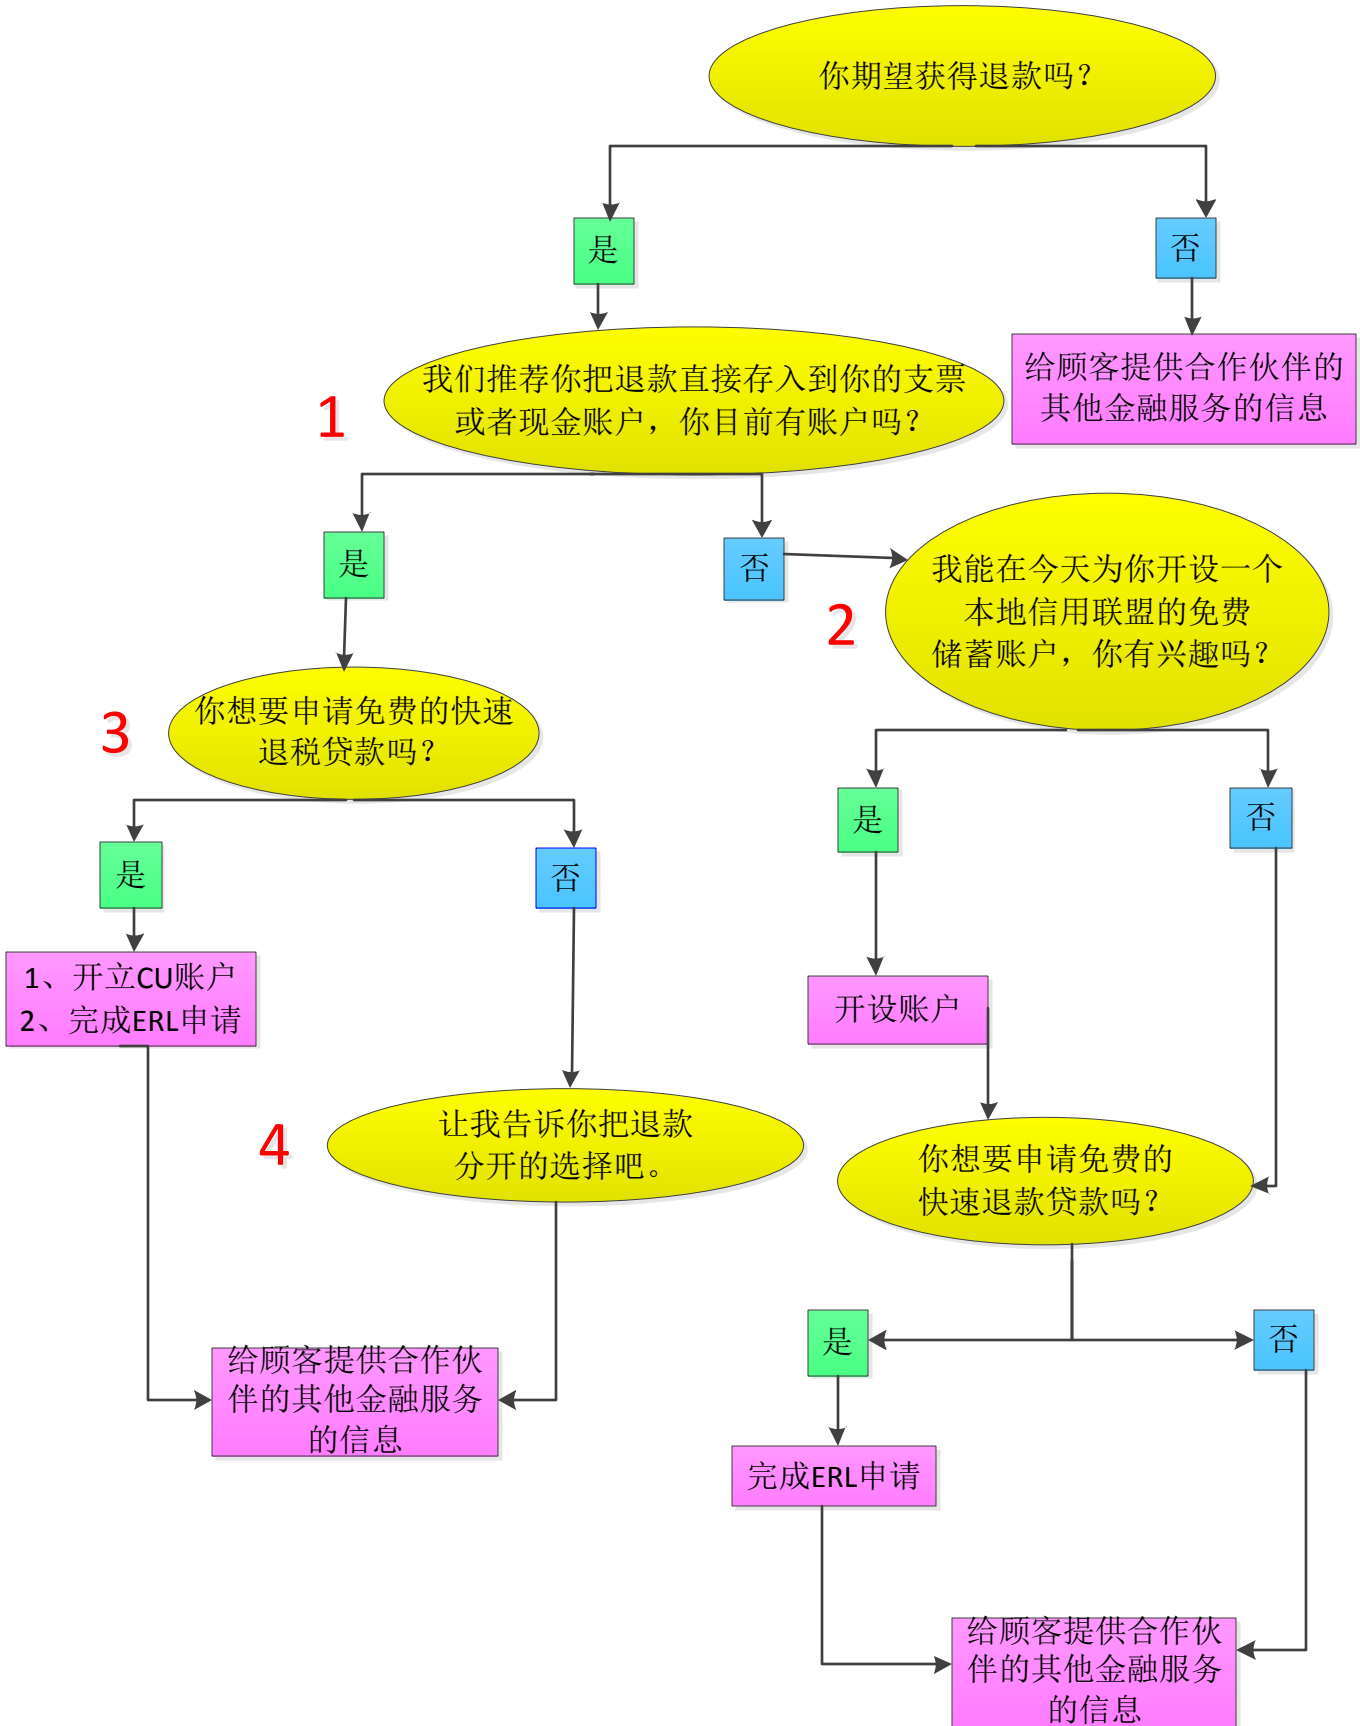 你期望获得退款吗？
是
否
给顾客提供合作伙伴的
其他金融服务的信息
1
我们推荐你把退款直接存入到你的支票
或者现金账户，你目前有账户吗？
是
否
2
我能在今天为你开设一个
本地信用联盟的免费
储蓄账户，你有兴趣吗？
3
你想要申请免费的快速
退税贷款吗？
是
否
是
否
1、开立CU账户
2、完成ERL申请
开设账户
4
让我告诉你把退款
分开的选择吧。
你想要申请免费的
快速退款贷款吗？
是
否
给顾客提供合作伙
伴的其他金融服务
的信息
完成ERL申请
给顾客提供合作伙
伴的其他金融服务
的信息